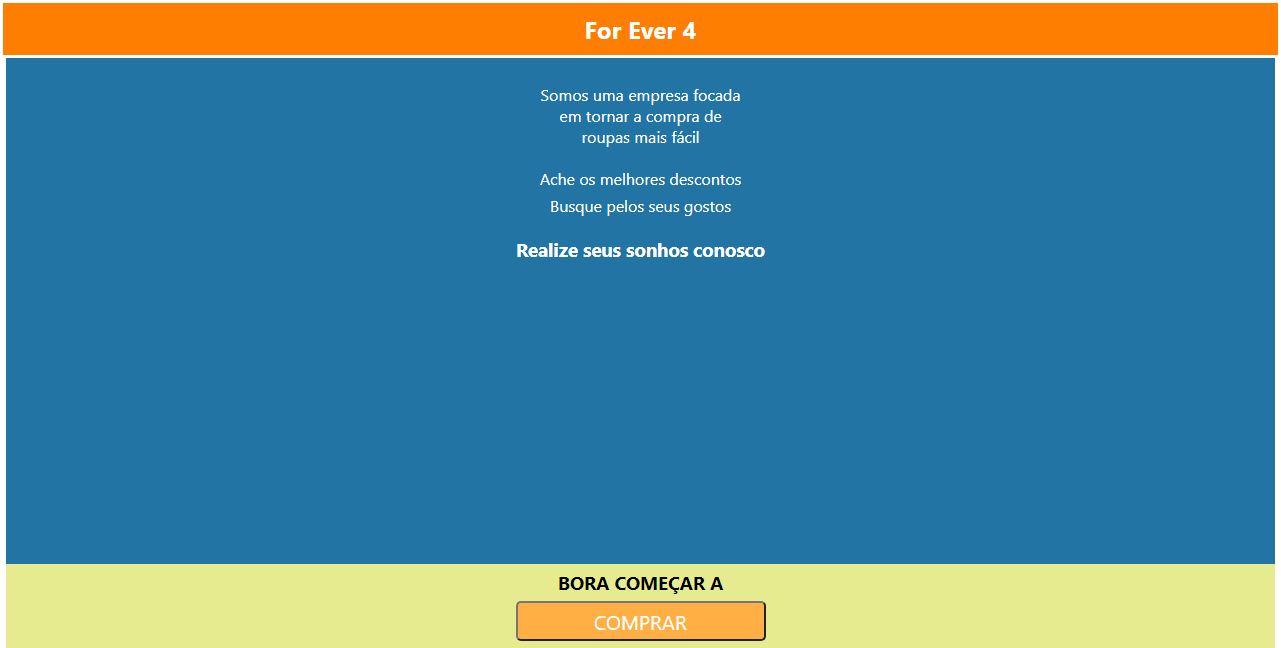 For Ever 4
Somos uma empresa focada
em tornar a compra de
roupas mais fácil
Ache os melhores descontos
Busque pelos seus gostos
Realize seus sonhos conosco
BORA COMEÇAR A
COMPRAR